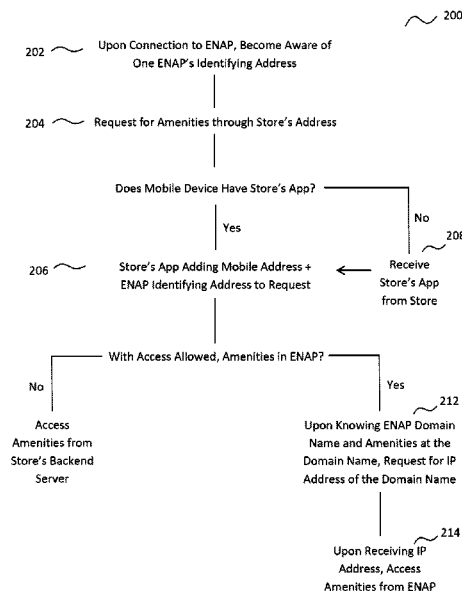 200
202
Upon Connection to ENAP, Become Aware of
One ENAP's Identifying Address
204
Request for Amenities through Store's Address
Does Mobile Device Have Store's App?
No
Yes
208
206
Store's App Adding Mobile Address +
ENAP Identifying Address to Request
Receive
Store's App
from Store
With Access Allowed, Amenities in ENAP?
No
Yes
212
Access
Amenities from
Store's Backend
Server
Upon Knowing ENAP Domain
Name and Amenities at the
Domain Name, Request for IP
Address of the Domain Name
214
Upon Receiving IP
Address, Access
Amenities from ENAP